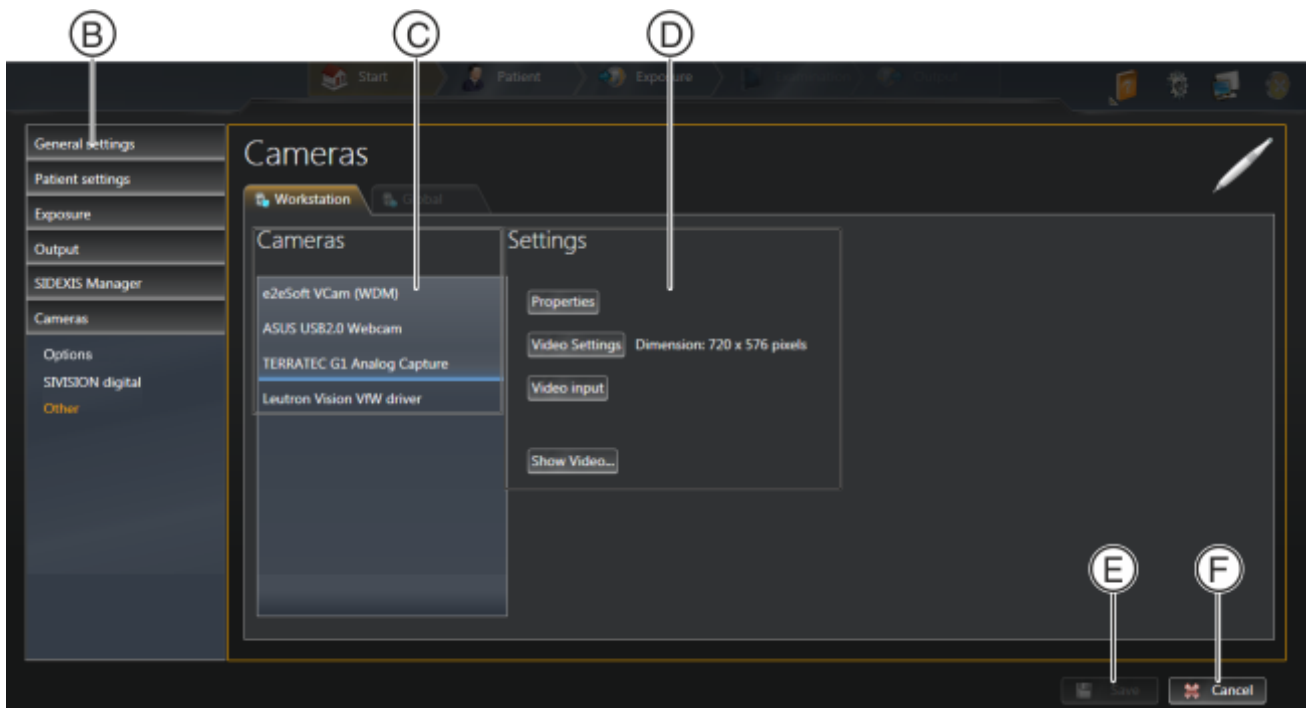 B C D
Start Patient Exposure
General settings
Patient settings
Exposure
Output
SIDEXIS Manager
Cameras
Options
SIVISION digital
Other
Cameras
Workstation Global
Cameras
e2eSoft VCam (WDM)
ASUS USB2.0 Webcam
TERRATEC G1 Analog Capture
Leutron Vision VfW driver
Settings
Properties
Video Settings Dimension: 720 x 576 pixels
Video input
Show Video...
E F
Save Cancel